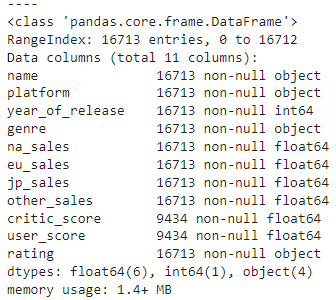 ----
<class 'pandas.core.frame.DataFrame'>
RangeIndex: 16713 entries, 0 to 16712
Data columns (total 11 columns):
name 16713 non-null object
platform 16713 non-null object
year_of_release 16713 non-null int64
genre 16713 non-null object
na_sales 16713 non-null float64
eu_sales 16713 non-null float64
jp_sales 16713 non-null float64
other_sales 16713 non-null float64
critic_score 9434 non-null float64
user_score 9434 non-null float64
rating 16713 non-null object
dtypes: float64(6), int64(1), object(4)
memory usage: 1.4+ MB